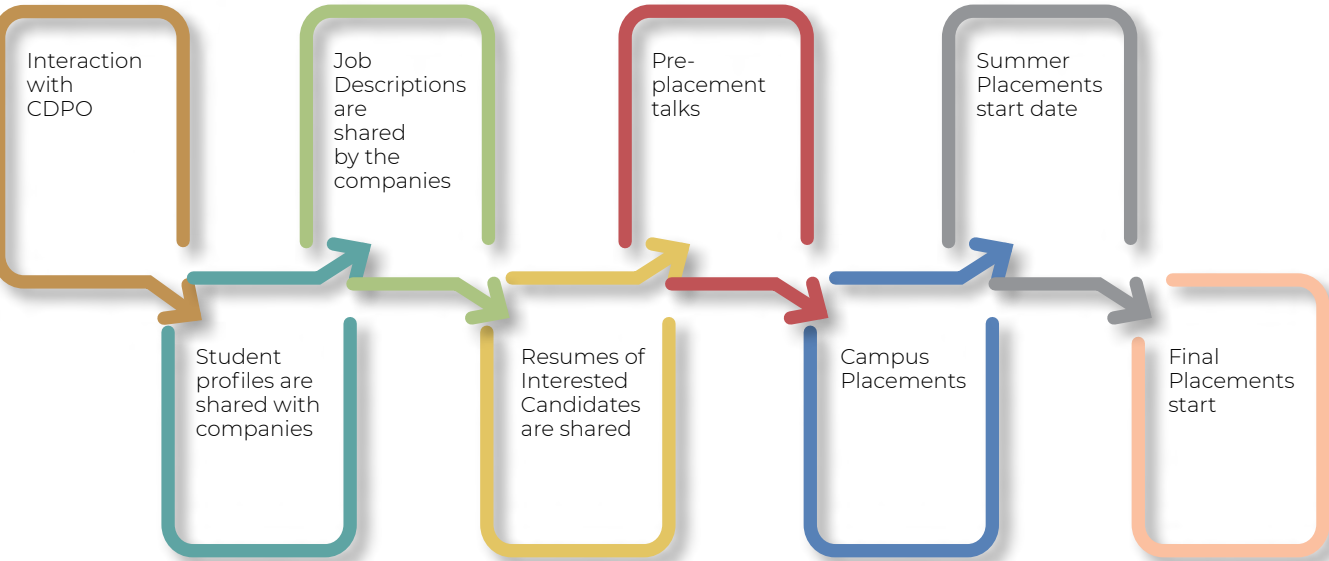 Interaction
with
CDPO
Student
profiles are
shared with
companies
Job
Descriptions
are
shared
by the
companies
Resumes of
Interested
Candidates
are shared
Pre-
placement
talks
Campus
Placements
Summer
Placements
start date
Final
Placements
start